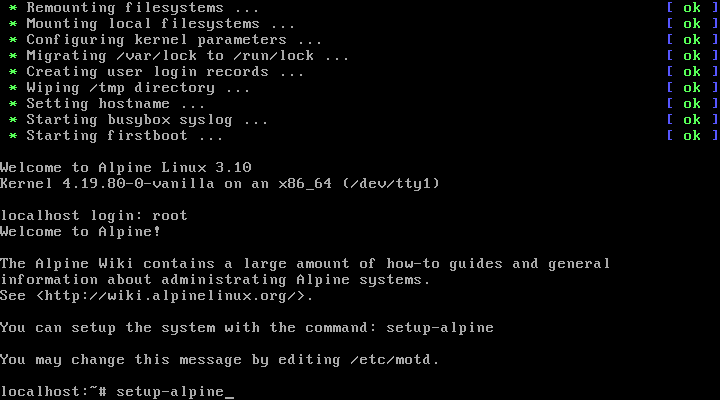 * Remounting filesystems ... [ ok ]
* Mounting local filesystems ... [ ok ]
* Configuring kernel parameters ... [ ok ]
* Migrating /var/lock to /run/lock ... [ ok ]
* Creating user login records ... [ ok ]
* Wiping /tmp directory ... [ ok ]
* Setting hostname ... [ ok ]
* Starting busybox syslog ... [ ok ]
* Starting firstboot ... [ ok ]
Welcome to Alpine Linux 3.10
Kernel 4.19.80-0-vanilla on an x86_64 (/dev/tty1)
localhost login: root
Welcome to Alpine!
The Alpine Wiki contains a large amount of how-to guides and general
information about administrating Alpine systems.
See <http://wiki.alpinelinux.org/>.
You can setup the system with the command: setup-alpine
You may change this message by editing /etc/motd.
localhost:~# setup-alpine_